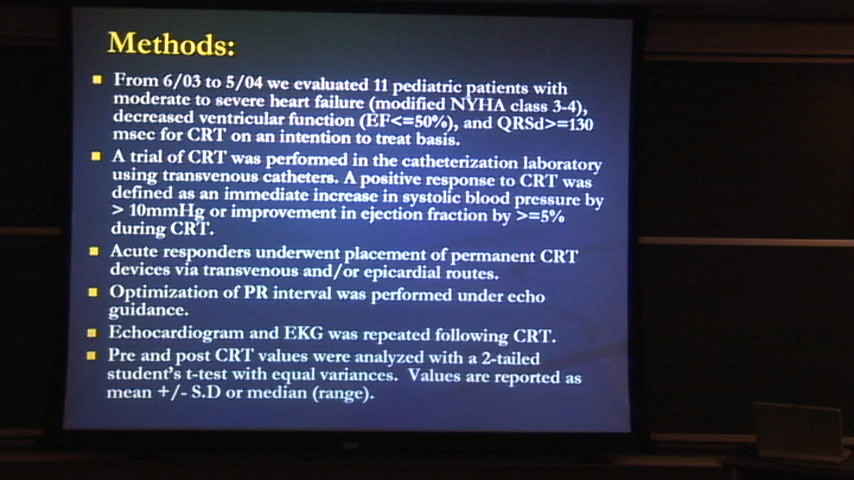 Methods:
From 6/03 to 5/04 we evaluated 11 pediatric patients with
moderate to severe heart failure (modified NYHA class 3-4),
decreased ventricular function (EF<=50%), and QRSd>=130
msec for CRT on an intention to treat basis.
A trial of CRT was performed in the catheterization laboratory
using transvenous catheters. A positive response to CRT was
defined as an immediate increase in systolic blood pressure by
> 10mmHg or improvement in ejection fraction by >=5%
during CRT.
Acute responders underwent placement of permanent CRT
devices via transvenous and/or epicardial routes.
Optimization of PR interval was performed under echo
guidance.
Echocardiogram and EKG was repeated following CRT.
Pre and post CRT values were analyzed with a 2-tailed
student's t-test with equal variances. Values are reported as
mean +/- S.D or median (range).